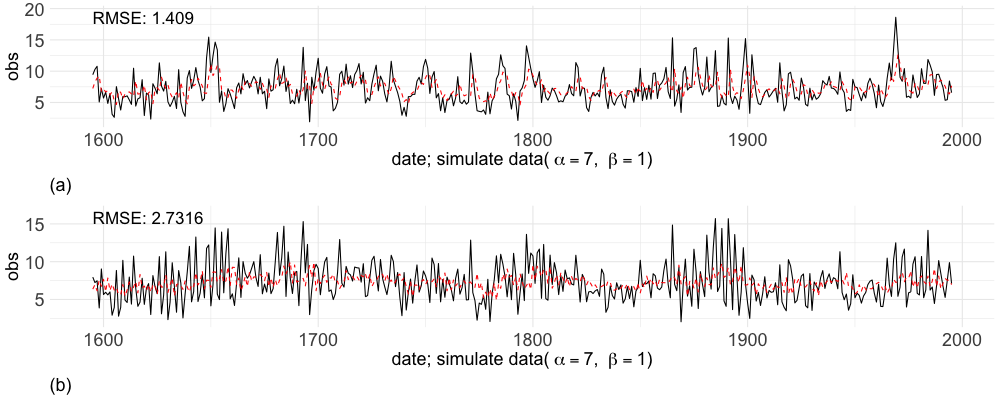 RMSE: 1.409
obs
20
15
10
5
1600 1700 1800 1900 2000
date; simulate data( α = 7, β = 1)
(a)
RMSE: 2.7316
obs
15
10
5
1600 1700 1800 1900 2000
date; simulate data( α = 7, β = 1)
(b)